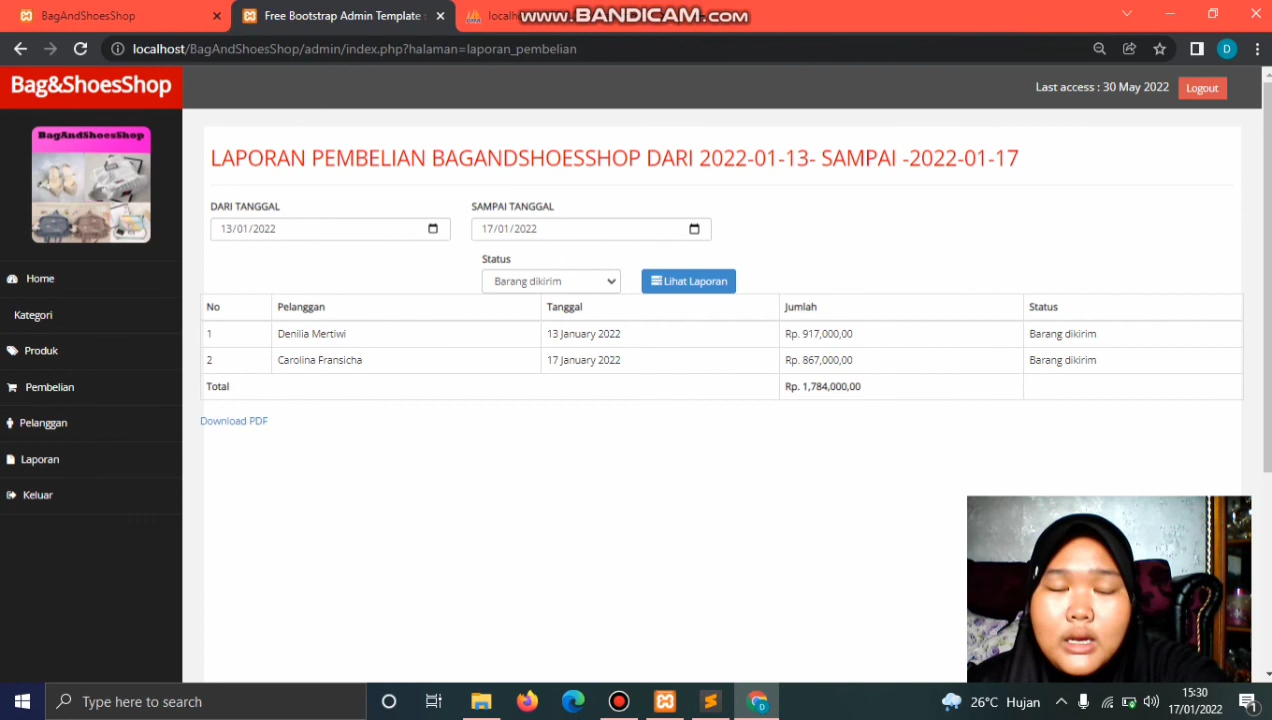 BagAndShoesShop
Free Bootstrap Admin Template
localh
www.BANDICAM.com
localhost/BagAndShoesShop/admin/index.php?halaman=laporan_pembelian
D
Bag&ShoesShop
Last access : 30 May 2022
Logout
BagAndShoesShop
LAPORAN PEMBELIAN BAGANDSHOESSHOP DARI 2022-01-13- SAMPAI -2022-01-17
DARI TANGGAL
SAMPAI TANGGAL
13/01/2022
17/01/2022
Status
Barang dikirim
Lihat Laporan
Home
Kategori
Produk
Pembelian
Pelanggan
Laporan
Keluar
No Pelanggan Tanggal Jumlah Status
1 Denilia Mertiwi 13 January 2022 Rp. 917,000,00 Barang dikirim
2 Carolina Fransicha 17 January 2022 Rp. 867,000,00 Barang dikirim
Total Rp. 1,784,000,00
Download PDF
Type here to search
26°C Hujan
15:30
17/01/2022
1